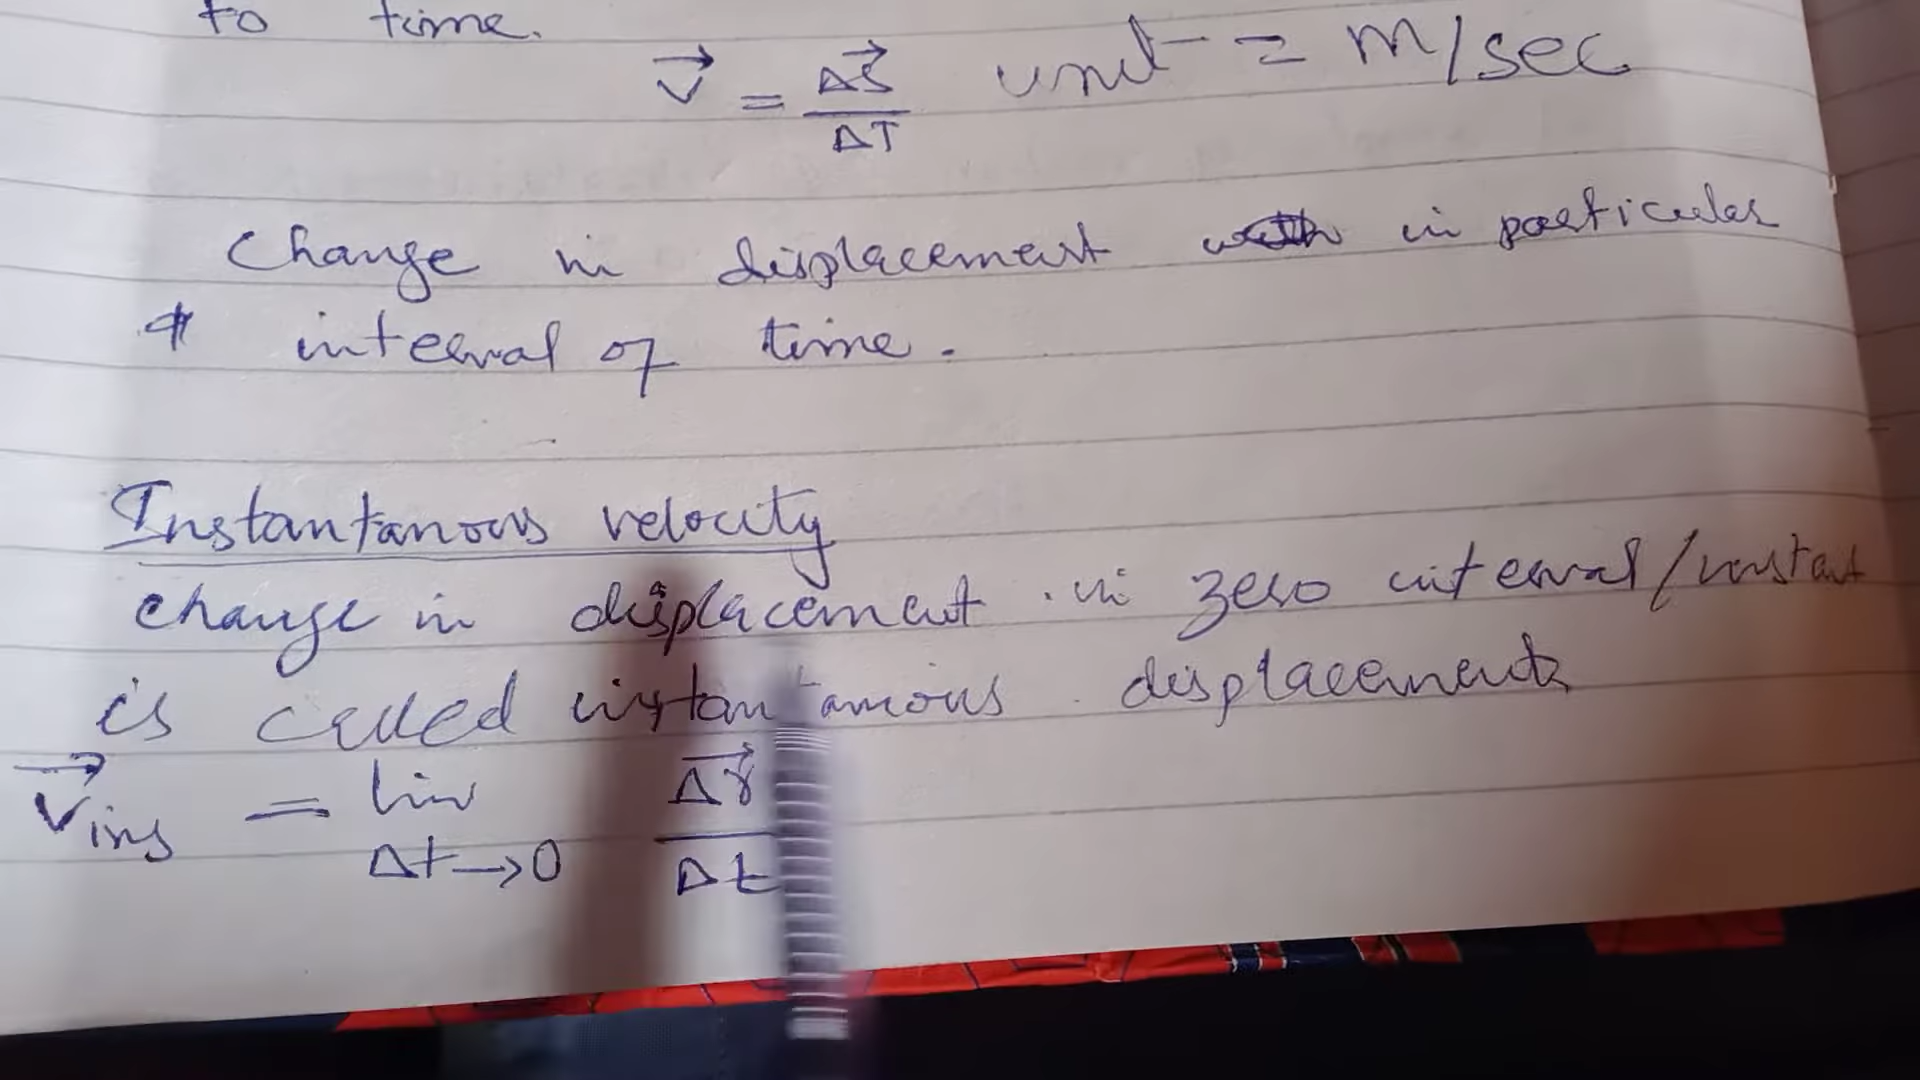 to time.
v⃗ = Δs⃗/ΔT unit = m/sec
Change in displacement in particular
interval of time.
Instantanous velocity
change in displacement in zero interval/instant
is called instantanious displacement
v⃗ins = lim Δt→0 Δr⃗/Δt